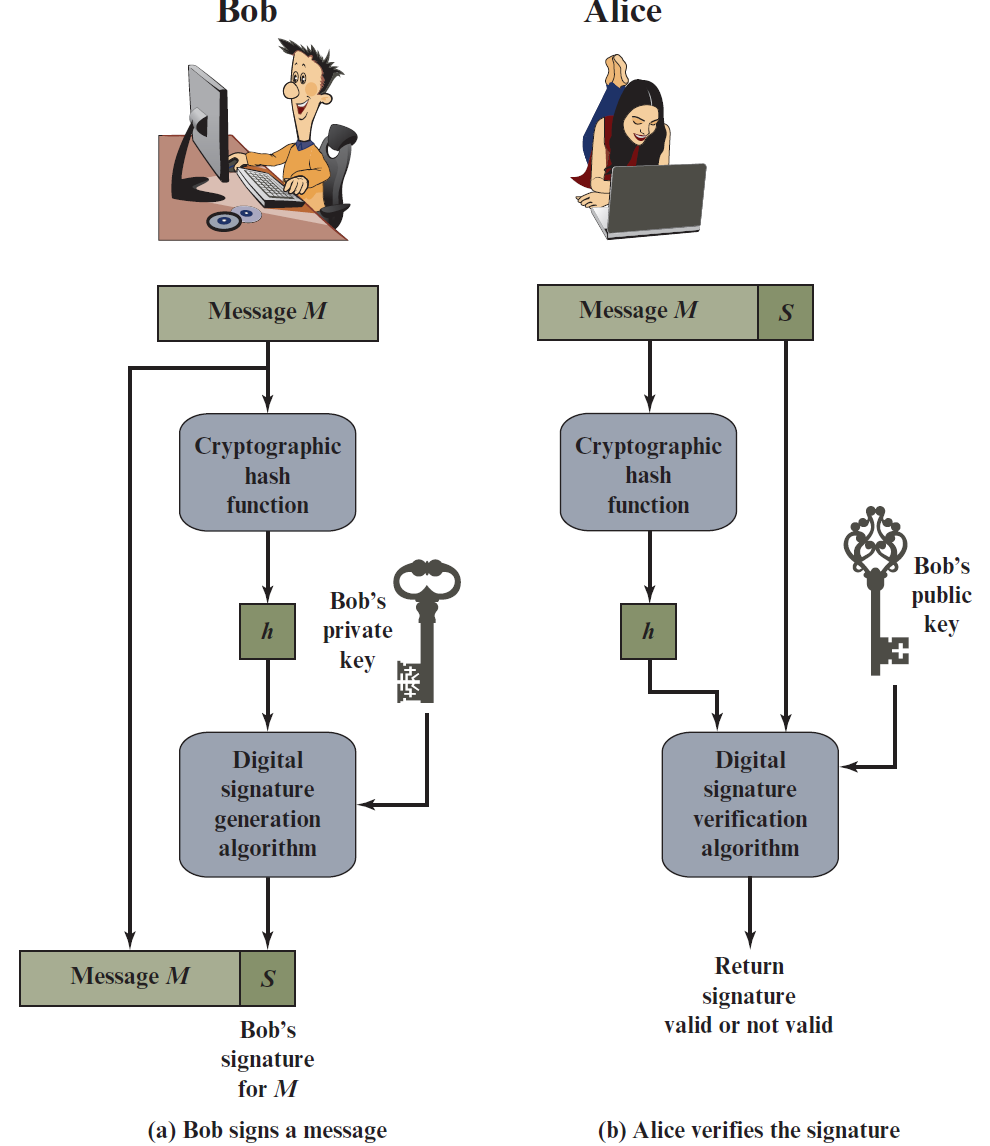 Bob
Alice
Message M
Cryptographic
hash
function
h
Bob’s
private
key
Digital
signature
generation
algorithm
Message M
S
Bob’s
signature
for M
(a) Bob signs a message
Message M
S
Cryptographic
hash
function
h
Bob’s
public
key
Digital
signature
verification
algorithm
Return
signature
valid or not valid
(b) Alice verifies the signature